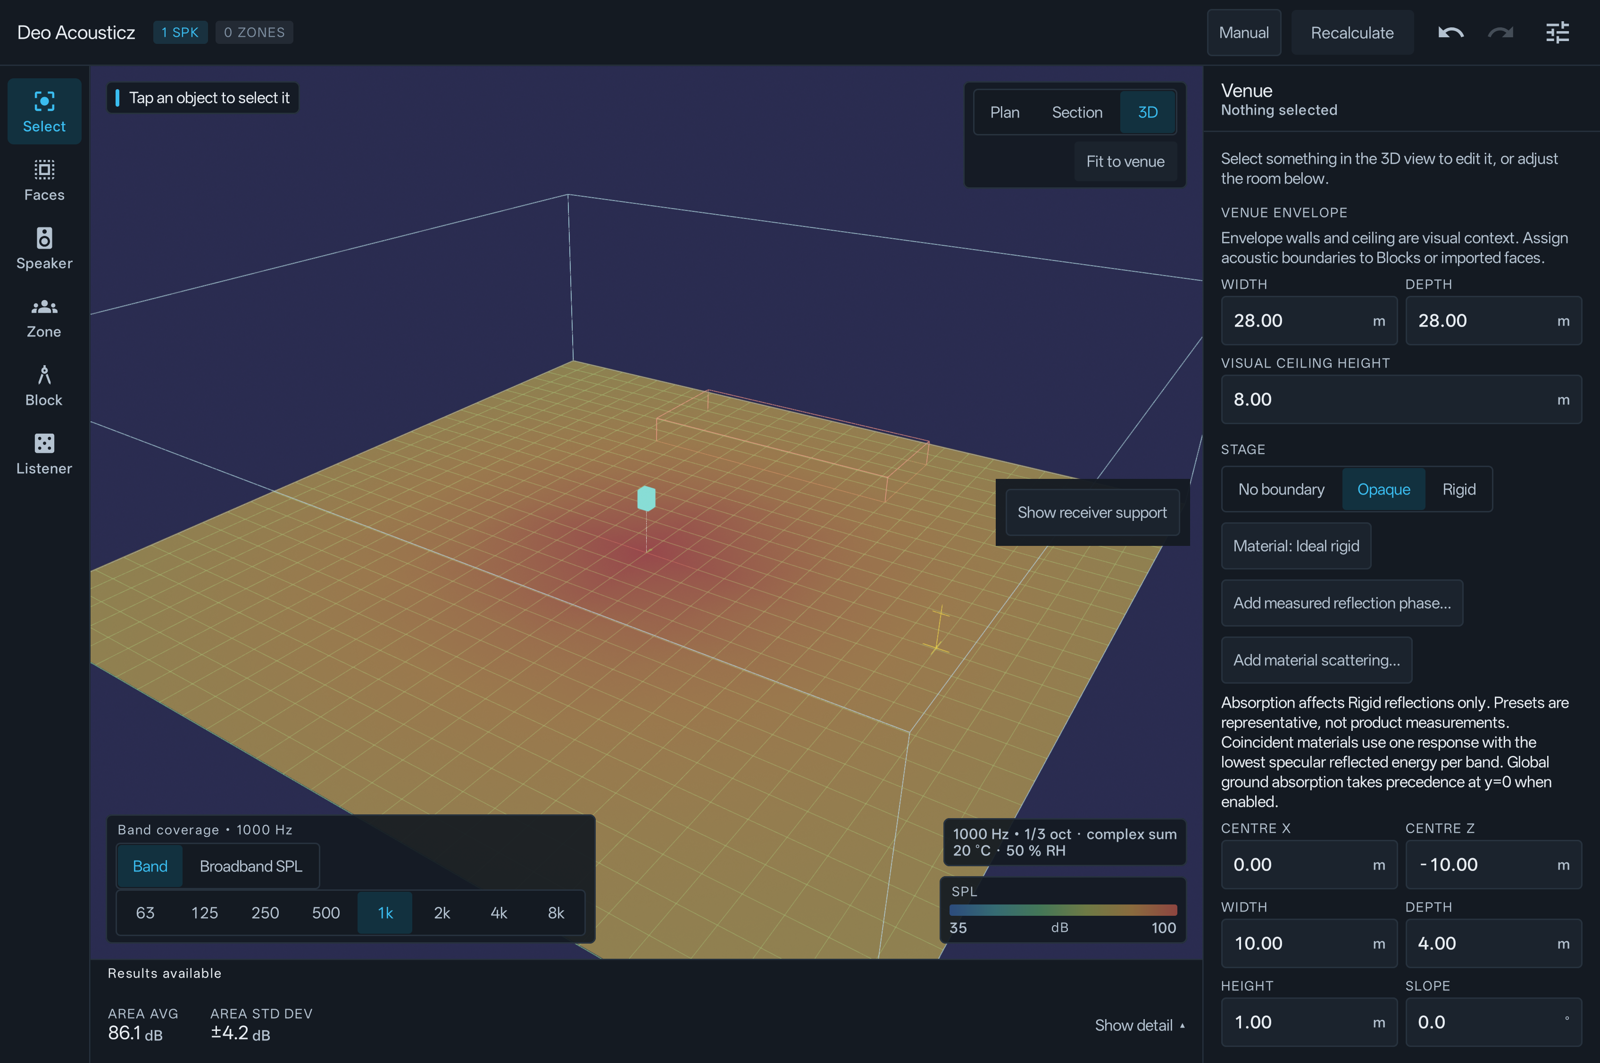 Deo Acousticz
1 SPK
0 ZONES
Manual
Recalculate
Select
Faces
Speaker
Zone
Block
Listener
Tap an object to select it
Plan
Section
3D
Fit to venue
Show receiver support
Band coverage • 1000 Hz
Band
Broadband SPL
63
125
250
500
1k
2k
4k
8k
1000 Hz • 1/3 oct · complex sum
20 °C · 50 % RH
SPL
35
dB
100
Results available
AREA AVG
86.1 dB
AREA STD DEV
±4.2 dB
Show detail ▴
Venue
Nothing selected
Select something in the 3D view to edit it, or adjust
the room below.
VENUE ENVELOPE
Envelope walls and ceiling are visual context. Assign
acoustic boundaries to Blocks or imported faces.
WIDTH
28.00 m
DEPTH
28.00 m
VISUAL CEILING HEIGHT
8.00 m
STAGE
No boundary
Opaque
Rigid
Material: Ideal rigid
Add measured reflection phase...
Add material scattering...
Absorption affects Rigid reflections only. Presets are
representative, not product measurements.
Coincident materials use one response with the
lowest specular reflected energy per band. Global
ground absorption takes precedence at y=0 when
enabled.
CENTRE X
0.00 m
CENTRE Z
-10.00 m
WIDTH
10.00 m
DEPTH
4.00 m
HEIGHT
1.00 m
SLOPE
0.0 °